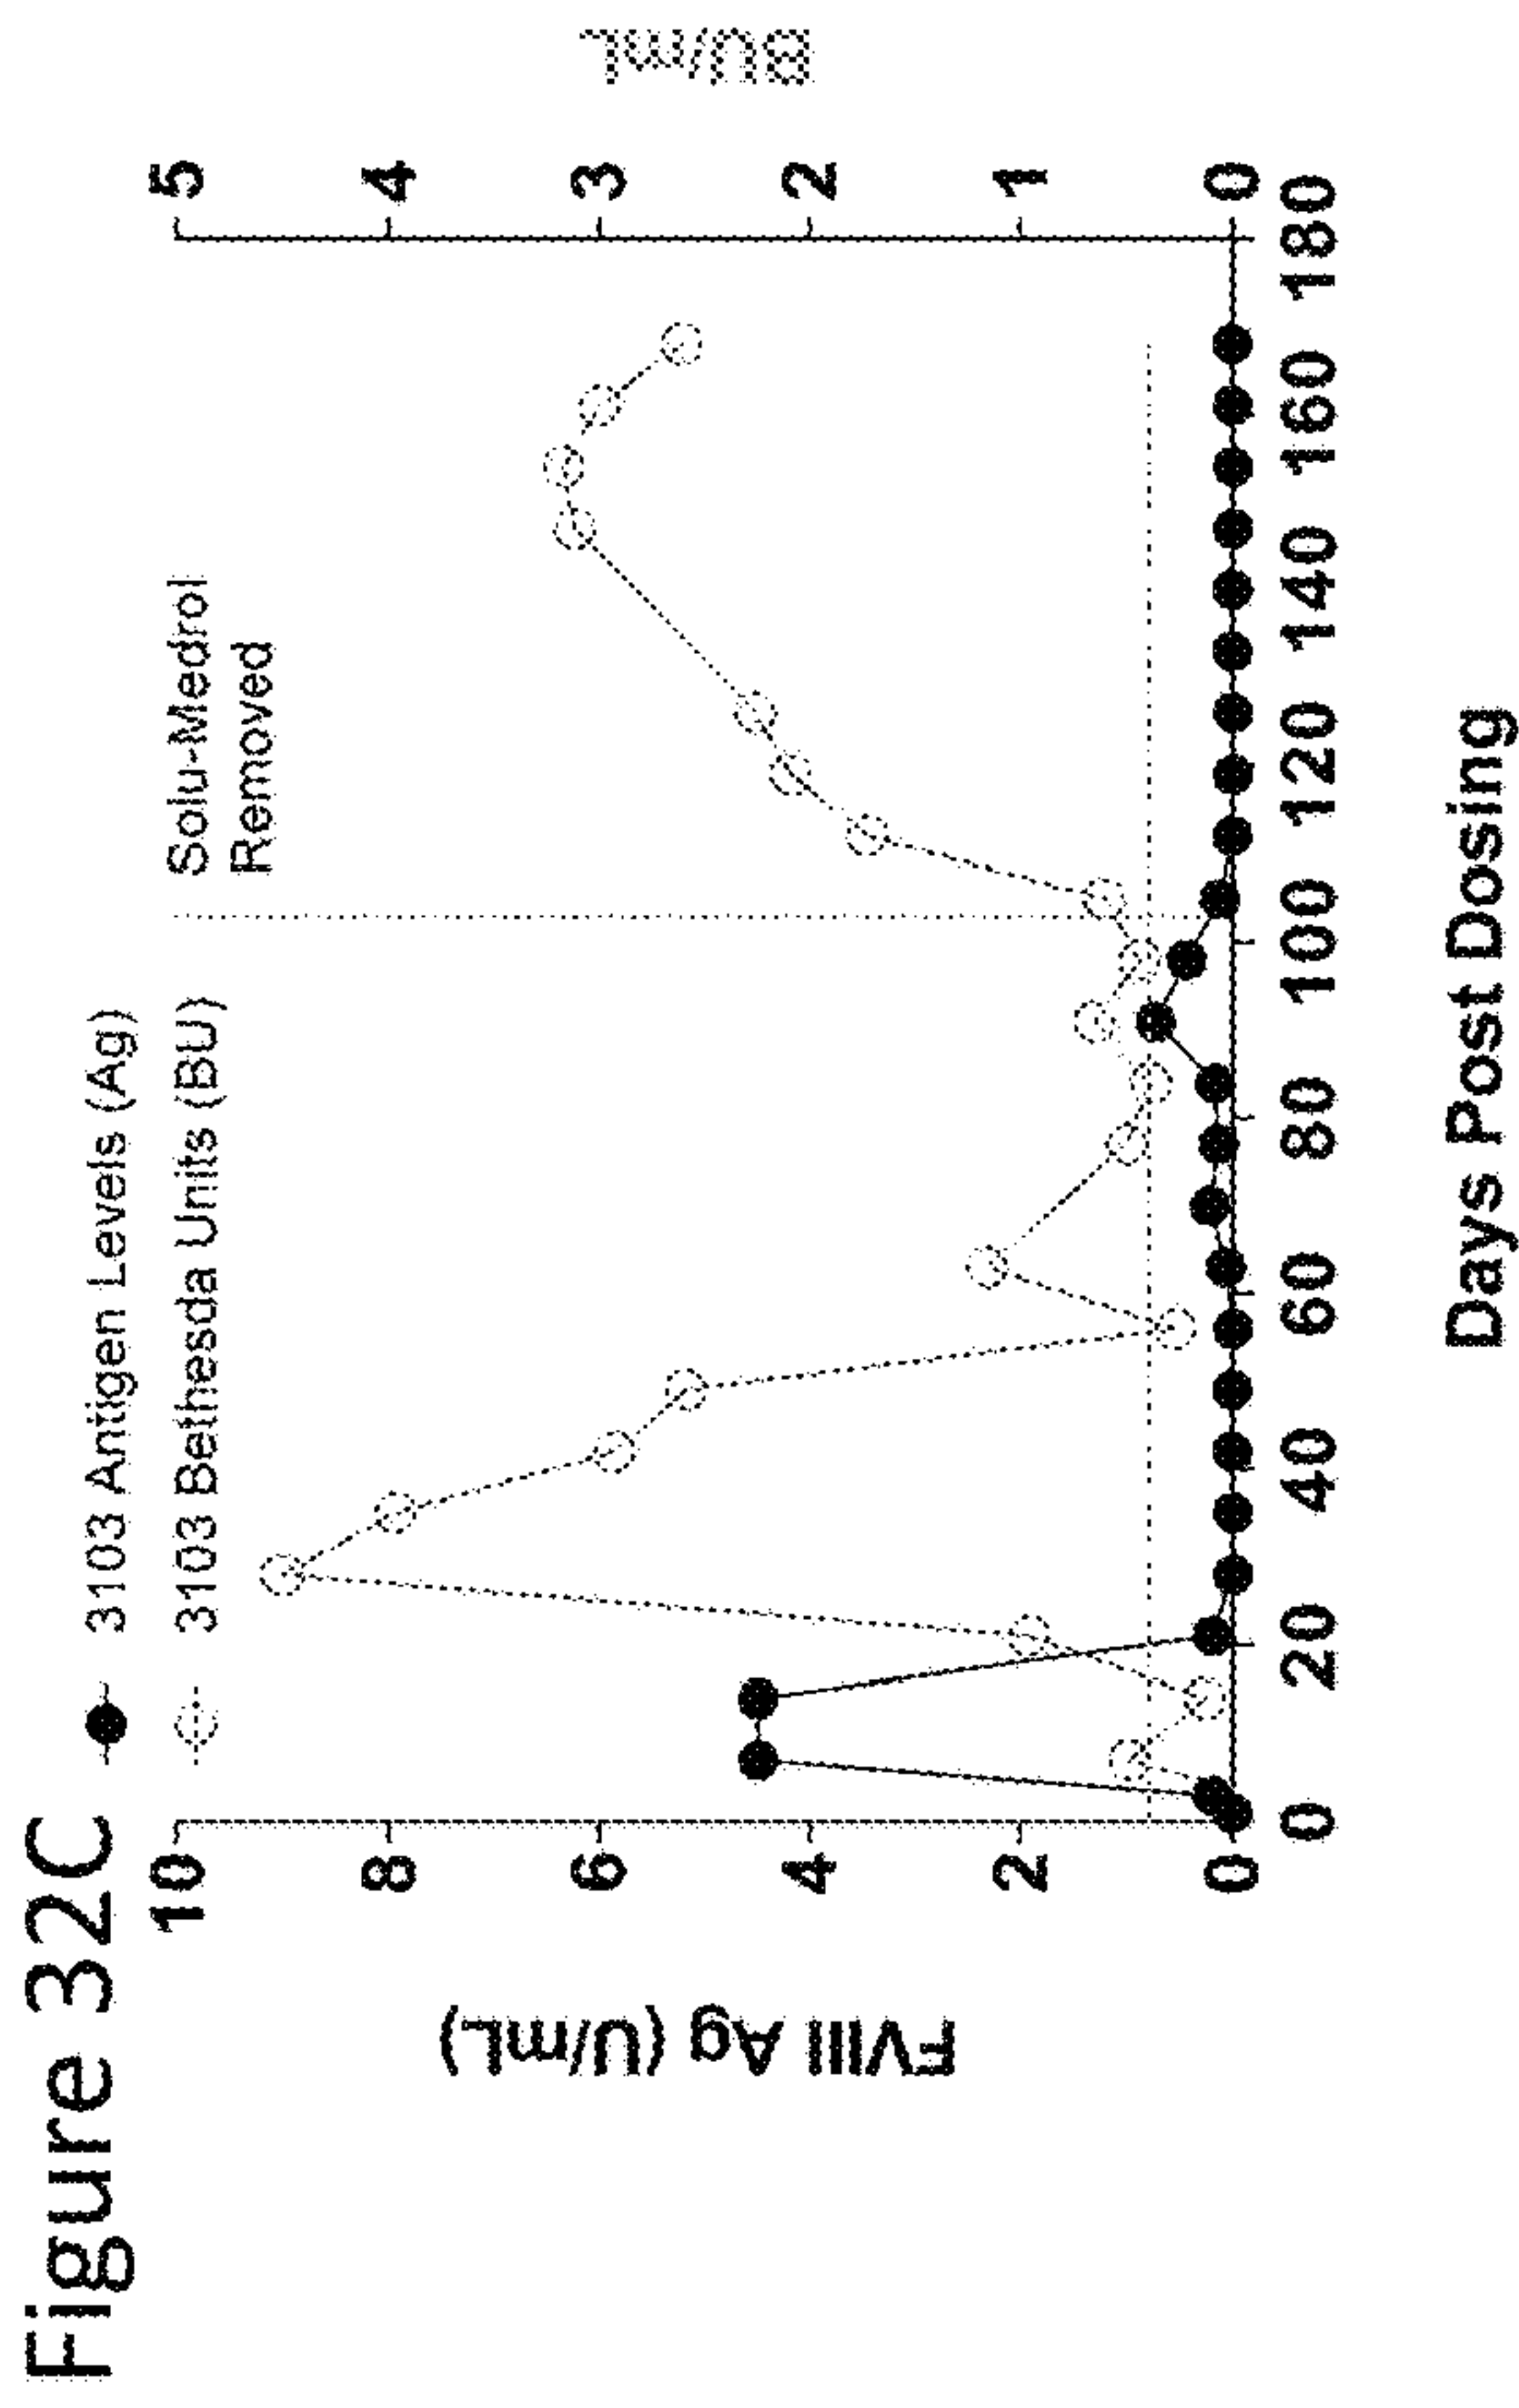 Figure 32C
3103 Antigen Levels (Ag)
3103 Bethesda Units (BU)
Solu-Medrol
Removed
FVIII Ag (U/mL)
10
8
6
4
2
0
BU/mL
5
4
3
2
1
0
0 20 40 60 80 100 120 140 160 180
Days Post Dosing